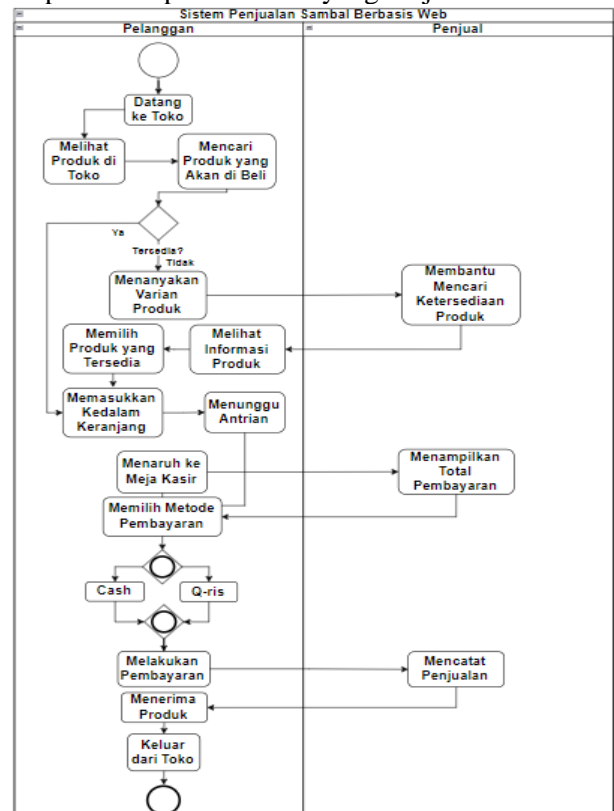 Sistem Penjualan Sambal Berbasis Web
Pelanggan
Penjual
Datang
ke Toko
Melihat
Produk di
Toko
Mencari
Produk yang
Akan di Beli
Ya
Tersedia?
Tidak
Menanyakan
Varian
Produk
Membantu
Mencari
Ketersediaan
Produk
Memilih
Produk yang
Tersedia
Melihat
Informasi
Produk
Memasukkan
Kedalam
Keranjang
Menunggu
Antrian
Menaruh ke
Meja Kasir
Menampilkan
Total
Pembayaran
Memilih Metode
Pembayaran
Cash
Q-ris
Melakukan
Pembayaran
Mencatat
Penjualan
Menerima
Produk
Keluar
dari Toko